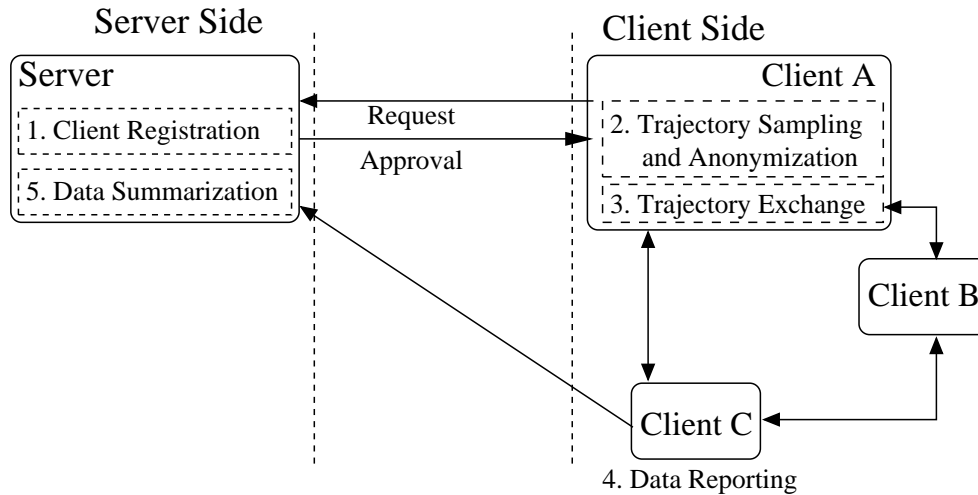 Server Side
Client Side
Server
Client A
1. Client Registration
Request
Approval
2. Trajectory Sampling
and Anonymization
5. Data Summarization
3. Trajectory Exchange
Client B
Client C
4. Data Reporting